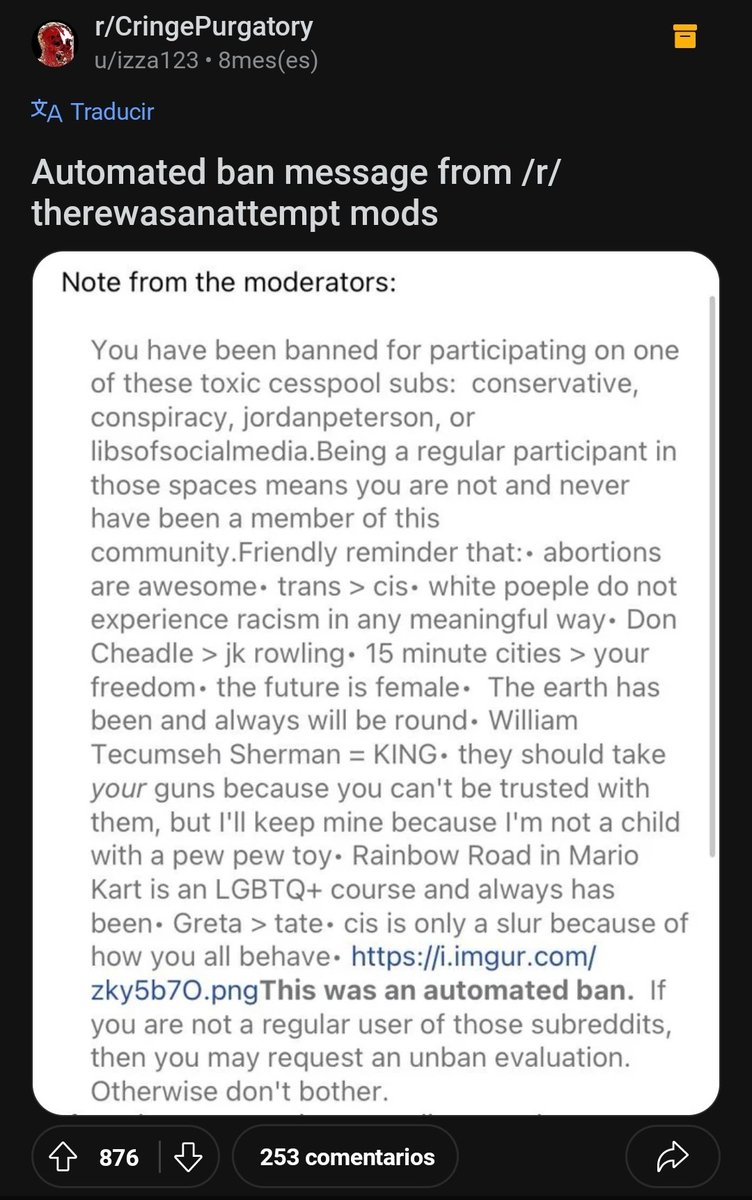 r/CringePurgatory
u/izza123 • 8mes(es)
Traducir
Automated ban message from /r/
therewasanattempt mods
Note from the moderators:
You have been banned for participating on one
of these toxic cesspool subs:  conservative,
conspiracy, jordanpeterson, or
libsofsocialmedia.Being a regular participant in
those spaces means you are not and never
have been a member of this
community.Friendly reminder that:• abortions
are awesome• trans > cis• white poeple do not
experience racism in any meaningful way• Don
Cheadle > jk rowling• 15 minute cities > your
freedom• the future is female•  The earth has
been and always will be round• William
Tecumseh Sherman = KING• they should take
your guns because you can't be trusted with
them, but I'll keep mine because I'm not a child
with a pew pew toy• Rainbow Road in Mario
Kart is an LGBTQ+ course and always has
been• Greta > tate• cis is only a slur because of
how you all behave• https://i.imgur.com/
zky5b7O.pngThis was an automated ban.  If
you are not a regular user of those subreddits,
then you may request an unban evaluation.
Otherwise don't bother.
876
253 comentarios